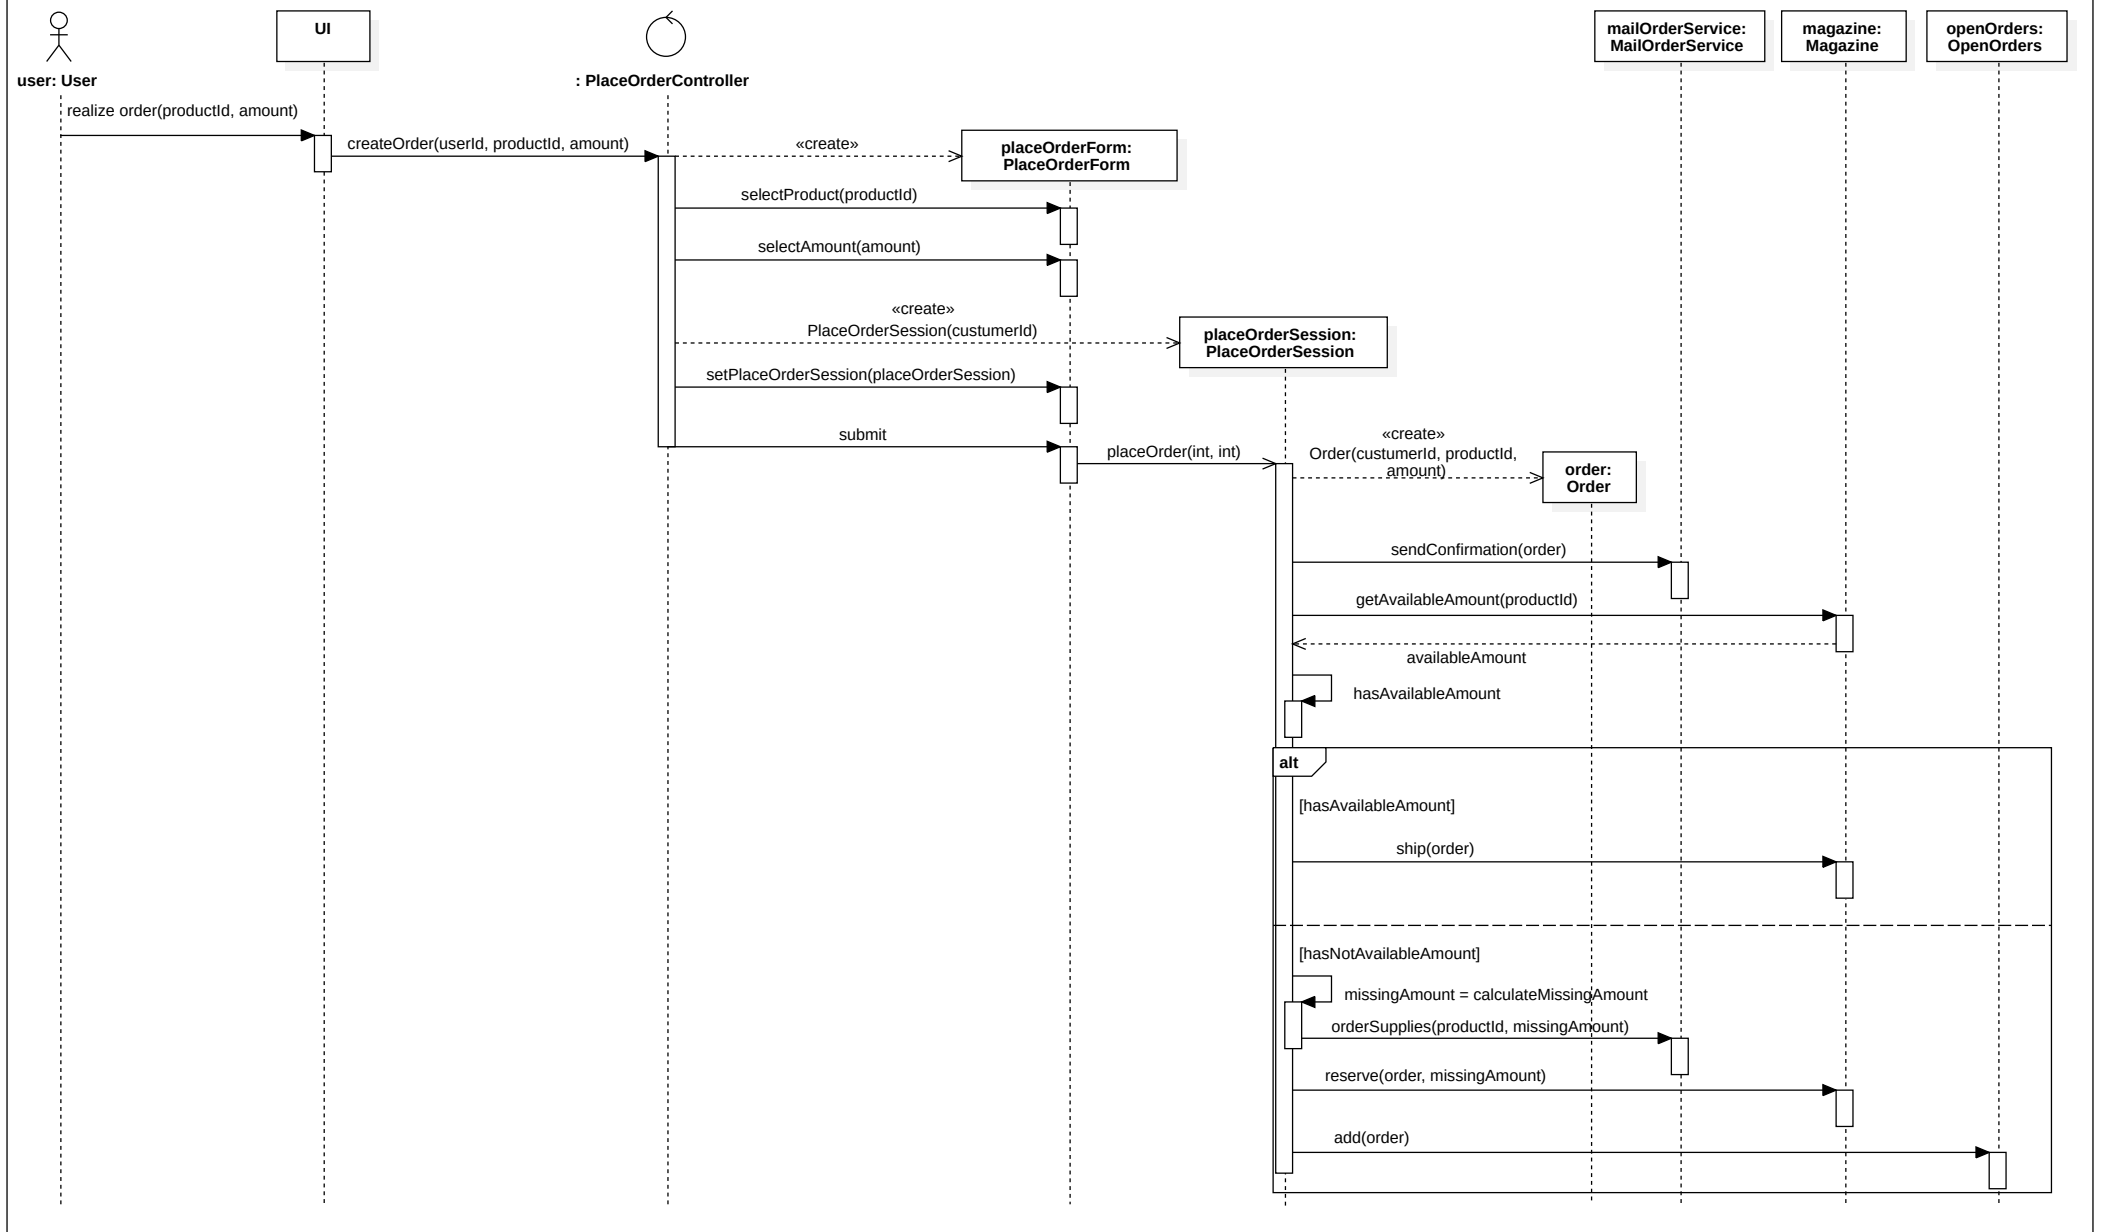 UI
mailOrderService:
MailOrderService
magazine:
Magazine
openOrders:
OpenOrders
user: User
: PlaceOrderController
realize order(productId, amount)
createOrder(userId, productId, amount)
«create»
placeOrderForm:
PlaceOrderForm
selectProduct(productId)
selectAmount(amount)
«create»
PlaceOrderSession(custumerId)
placeOrderSession:
PlaceOrderSession
setPlaceOrderSession(placeOrderSession)
submit
placeOrder(int, int)
«create»
Order(custumerId, productId,
amount)
order:
Order
sendConfirmation(order)
getAvailableAmount(productId)
availableAmount
hasAvailableAmount
alt
[hasAvailableAmount]
ship(order)
[hasNotAvailableAmount]
missingAmount = calculateMissingAmount
orderSupplies(productId, missingAmount)
reserve(order, missingAmount)
add(order)